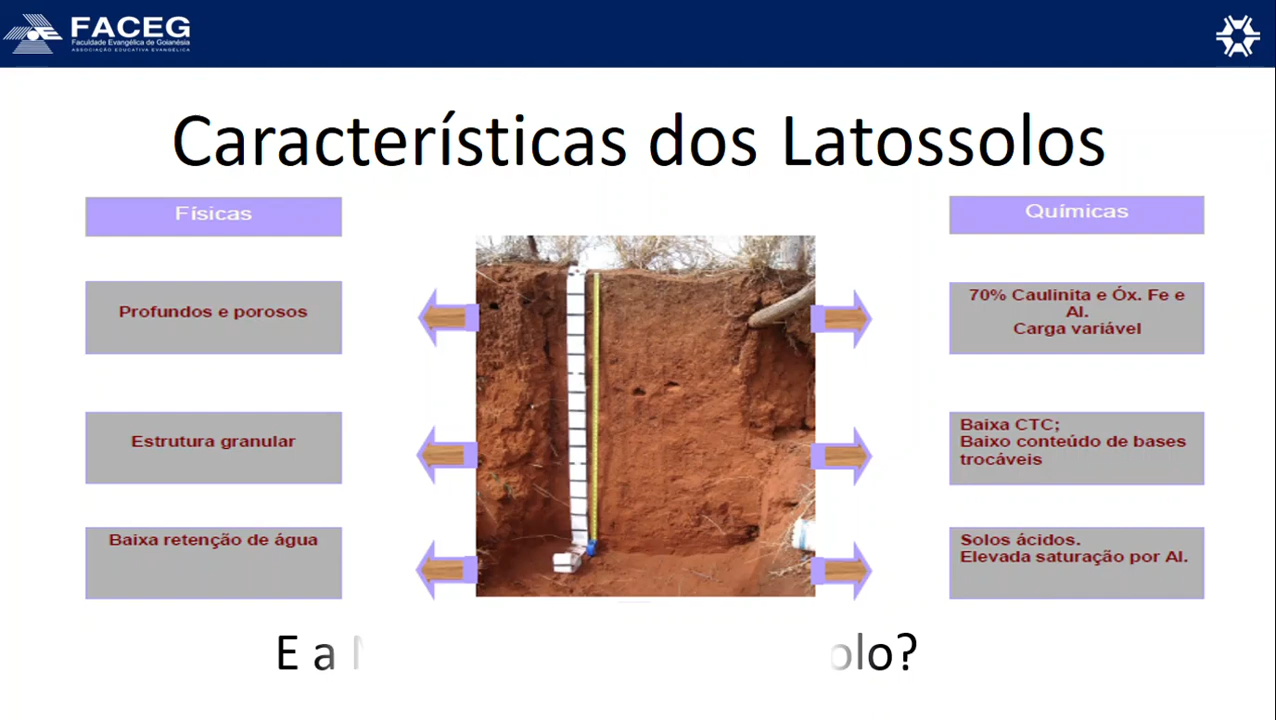 FACEG
Faculdade Evangélica de Goianésia
ASSOCIAÇÃO EDUCATIVA EVANGÉLICA
Características dos Latossolos
Físicas
Profundos e porosos
Estrutura granular
Baixa retenção de água
Químicas
70% Caulinita e Óx. Fe e
Al.
Carga variável
Baixa CTC;
Baixo conteúdo de bases
trocáveis
Solos ácidos.
Elevada saturação por Al.
E a olo?